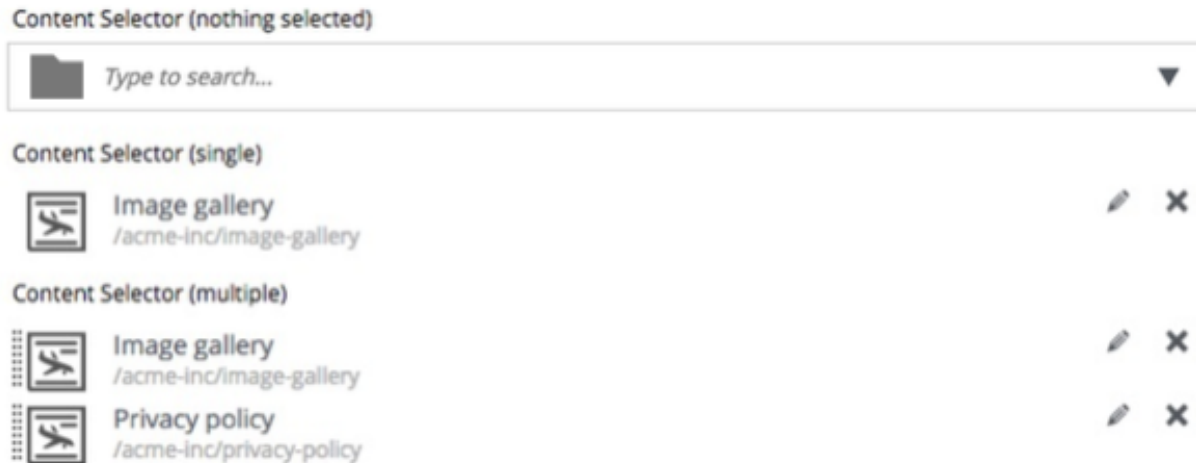 Content Selector (nothing selected)
Type to search...
Content Selector (single)
Image gallery
/acme-inc/image-gallery
Content Selector (multiple)
Image gallery
/acme-inc/image-gallery
Privacy policy
/acme-inc/privacy-policy